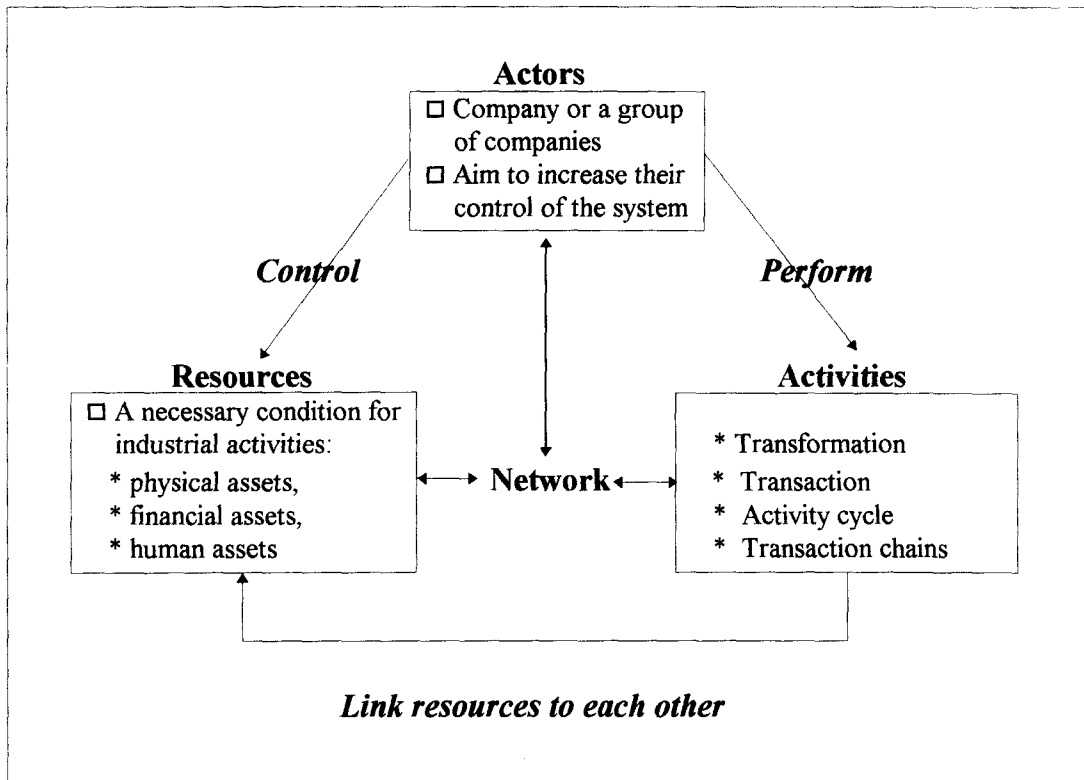 Actors
□ Company or a group
of companies
□ Aim to increase their
control of the system
Control
Perform
Resources
□ A necessary condition for
industrial activities:
* physical assets,
* financial assets,
* human assets
Network
Activities
* Transformation
* Transaction
* Activity cycle
* Transaction chains
Link resources to each other